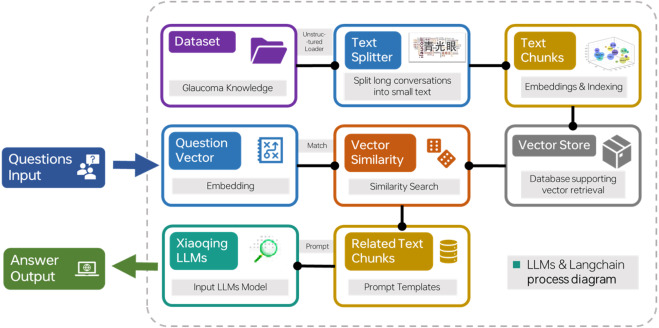 Dataset
Glaucoma Knowledge
Unstruc
-tured
Loader
Text
Splitter
青光眼
Split long conversations
into small text
Text
Chunks
Embeddings & Indexing
Questions
Input
Question
Vector
Embedding
Match
Vector
Similarity
Similarity Search
Vector Store
Database supporting
vector retrieval
Answer
Output
Xiaoqing
LLMs
Input LLMs Model
Prompt
Related Text
Chunks
Prompt Templates
LLMs & Langchain
process diagram